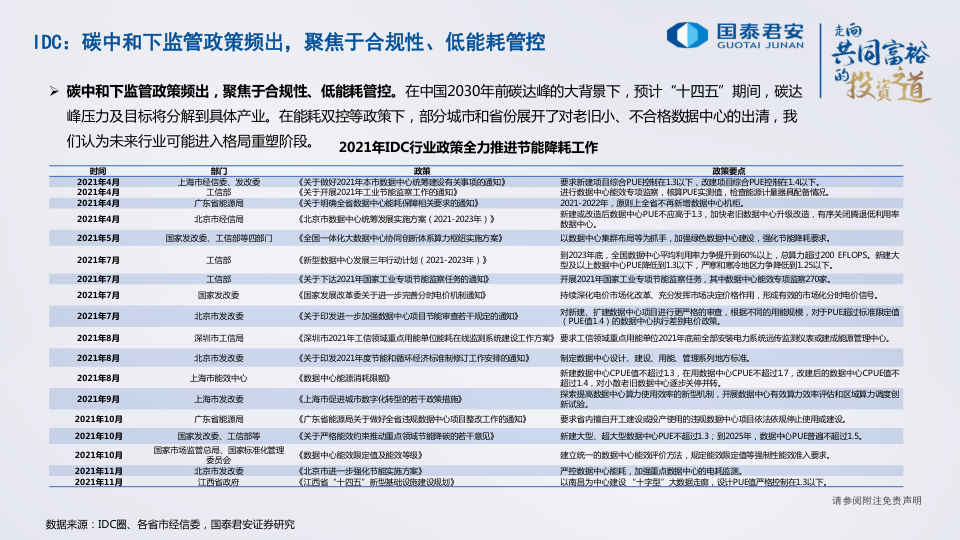 IDC：碳中和下监管政策频出，聚焦于合规性、低能耗管控
国泰君安
GUOTAI JUNAN
走向
共同富裕
的投资之道
➢ 碳中和下监管政策频出，聚焦于合规性、低能耗管控。在中国2030年前碳达峰的大背景下，预计“十四五”期间，碳达
峰压力及目标将分解到具体产业。在能耗双控等政策下，部分城市和省份展开了对老旧小、不合格数据中心的出清，我
们认为未来行业可能进入格局重塑阶段。
2021年IDC行业政策全力推进节能降耗工作
时间 部门 政策 政策要点
2021年4月 上海市经信委、发改委 《关于做好2021年本市数据中心统筹建设有关事项的通知》 要求新建项目综合PUE控制在1.3以下，改建项目综合PUE控制在1.4以下。
2021年4月 工信部 《关于开展2021年工业节能监察工作的通知》 进行数据中心能效专项监察，核算PUE实测值，检查能源计量器具配备情况。
2021年4月 广东省能源局 《关于明确全省数据中心能耗保障相关要求的通知》 2021-2022年，原则上全省不再新增数据中心机柜。
2021年4月 北京市经信局 《北京市数据中心统筹发展实施方案（2021-2023年）》 新建或改造后数据中心PUE不应高于1.3，加快老旧数据中心升级改造，有序关闭腾退低利用率
数据中心。
2021年5月 国家发改委、工信部等四部门 《全国一体化大数据中心协同创新体系算力枢纽实施方案》 以数据中心集群布局等为抓手，加强绿色数据中心建设，强化节能降耗要求。
2021年7月 工信部 《新型数据中心发展三年行动计划（2021-2023年）》 到2023年底，全国数据中心平均利用率力争提升到60%以上，总算力超过200 EFLOPS。新建大
型及以上数据中心PUE降低到1.3以下，严寒和寒冷地区力争降低到1.25以下。
2021年7月 工信部 《关于下达2021年国家工业专项节能监察任务的通知》 开展2021年国家工业专项节能监察任务，其中数据中心能效专项监察270家。
2021年7月 国家发改委 《国家发展改革委关于进一步完善分时电价机制通知》 持续深化电价市场化改革、充分发挥市场决定价格作用，形成有效的市场化分时电价信号。
2021年7月 北京市发改委 《关于印发进一步加强数据中心项目节能审查若干规定的通知》 对新建、扩建数据中心项目进行更严格的审查，根据不同的用能规模，对于PUE超过标准限定值
（PUE值1.4）的数据中心执行差别电价政策。
2021年8月 深圳市工信局 《深圳市2021年工信领域重点用能单位能耗在线监测系统建设工作方案》 要求工信领域重点用能单位2021年底前全部安装电力系统远传监测仪表或建成能源管理中心。
2021年8月 北京市发改委 《关于印发2021年度节能和循环经济标准制修订工作安排的通知》 制定数据中心设计、建设、用能、管理系列地方标准。
2021年8月 上海市能效中心 《数据中心能源消耗限额》 新建数据中心CPUE值不超过1.3，在用数据中心CPUE不超过1.7，改建后的数据中心CPUE值不
超过1.4，对小散老旧数据中心逐步关停并转。
2021年9月 上海市发改委 《上海市促进城市数字化转型的若干政策措施》 探索提高数据中心算力使用效率的新型机制，开展数据中心有效算力效率评估和区域算力调度创
新试验。
2021年10月 广东省能源局 《广东省能源局关于做好全省违规数据中心项目整改工作的通知》 要求省内擅自开工建设或投产使用的违规数据中心项目依法依规停止使用或建设。
2021年10月 国家发改委、工信部等 《关于严格能效约束推动重点领域节能降碳的若干意见》 新建大型、超大型数据中心PUE不超过1.3；到2025年，数据中心PUE普遍不超过1.5。
2021年10月 国家市场监管总局、国家标准化管理
委员会 《数据中心能效限定值及能效等级》 建立统一的数据中心能效评价方法，规定能效限定值等强制性能效准入要求。
2021年11月 北京市发改委 《北京市进一步强化节能实施方案》 严控数据中心能耗，加强重点数据中心的电耗监测。
2021年11月 江西省政府 《江西省“十四五”新型基础设施建设规划》 以南昌为中心建设 “十字型”大数据走廊，设计PUE值严格控制在1.3以下。
请参阅附注免责声明
数据来源：IDC圈、各省市经信委，国泰君安证券研究